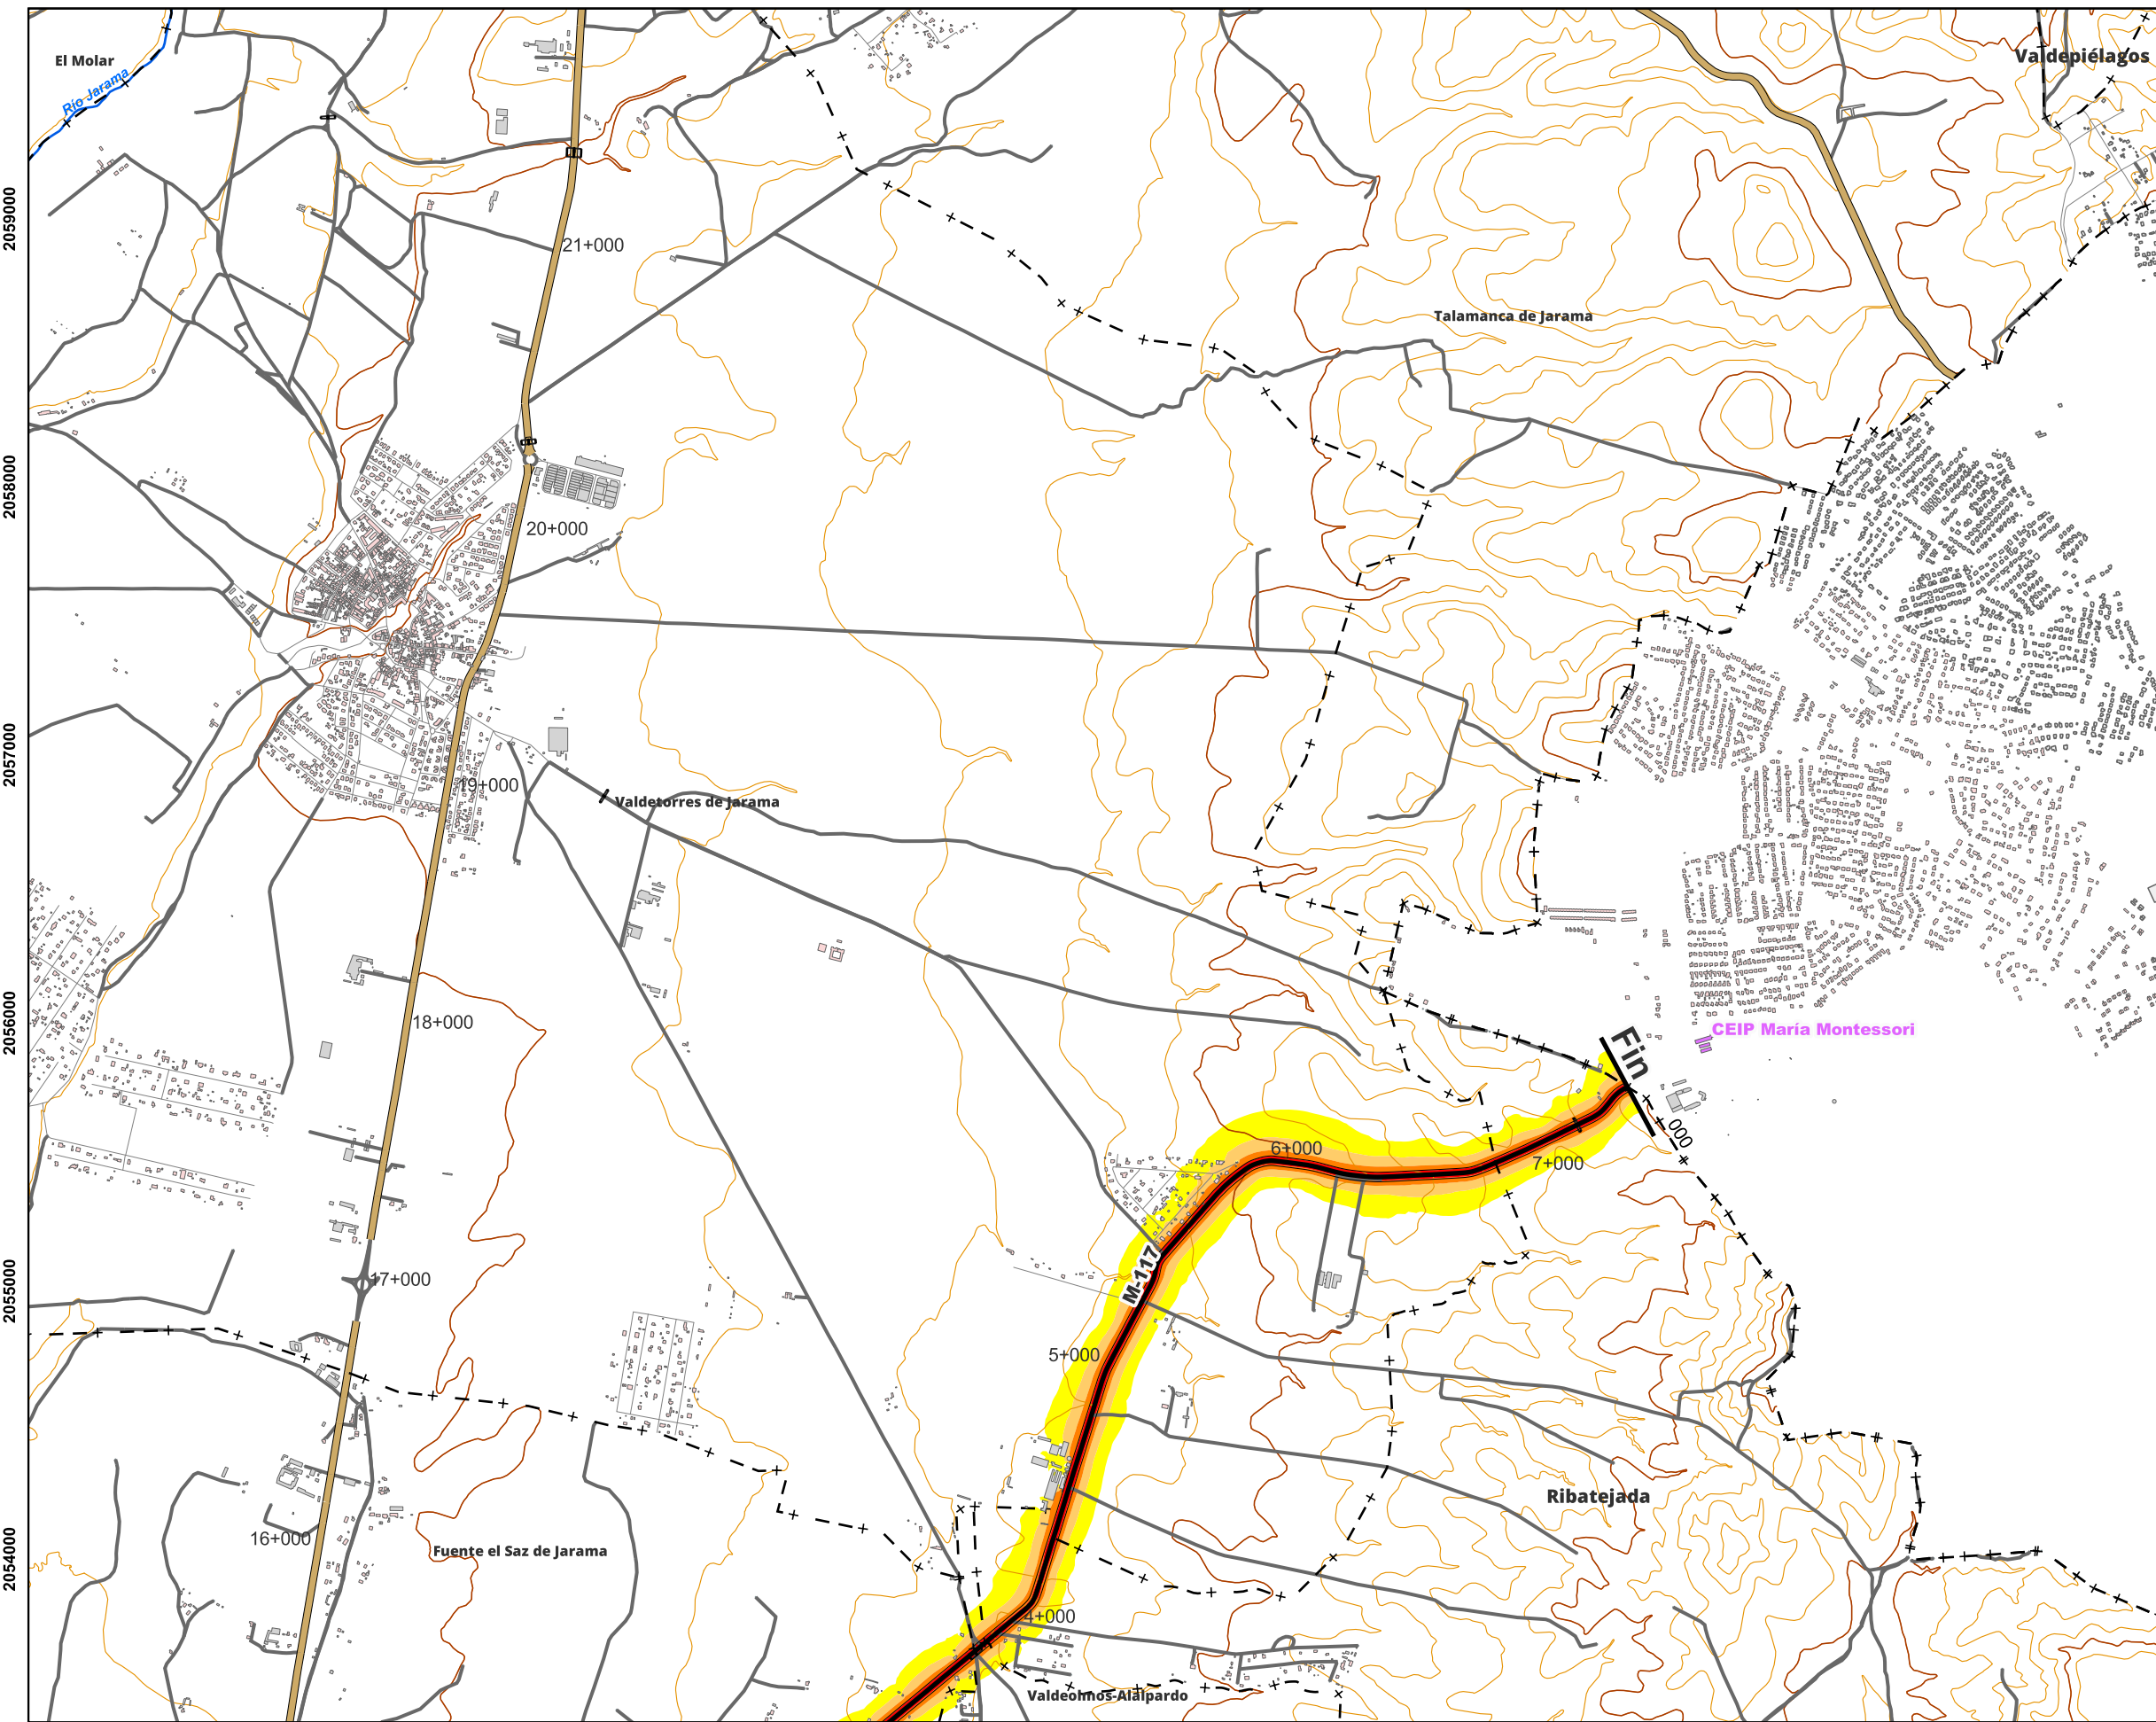 El Molar
Río Jarama
Valdepiélagos
2059000
21+000
Talamanca de Jarama
2058000
20+000
2057000
19+000
Valdetorres de Jarama
2056000
18+000
CEIP María Montessori
Fin
000
6+000
7+000
M-117
2055000
17+000
5+000
Ribatejada
2054000
16+000
Fuente el Saz de Jarama
4+000
Valdeolmos-Alalpardo